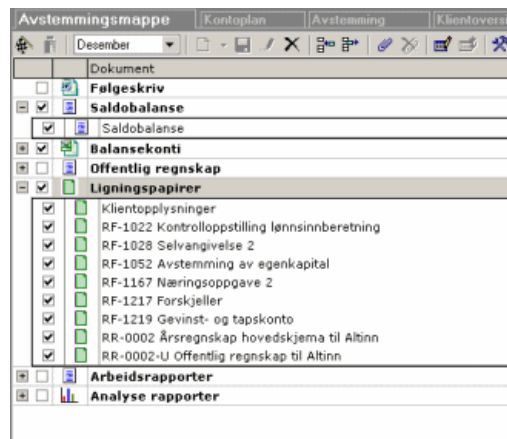 Avstemmingsmappe Kontoplan Avstemming Klientoversi
Desember
Dokument
Følgeskriv
Saldobalanse
Saldobalanse
Balansekonti
Offentlig regnskap
Ligningspapirer
Klientopplysninger
RF-1022 Kontrolloppstilling lønnsinnberetning
RF-1028 Selvangivelse 2
RF-1052 Avstemming av egenkapital
RF-1167 Næringsoppgave 2
RF-1217 Forskjeller
RF-1219 Gevinst- og tapskonto
RR-0002 Årsregnskap hovedskjema til Altinn
RR-0002-U Offentlig regnskap til Altinn
Arbeidsrapporter
Analyse rapporter